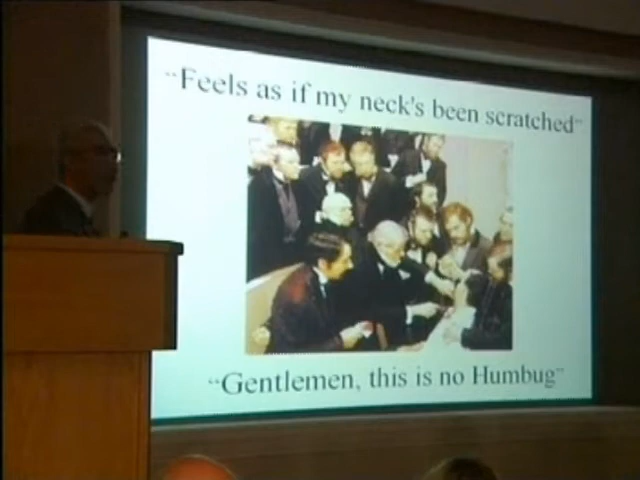 "Feels as if my neck's been scratched"
"Gentlemen, this is no Humbug"